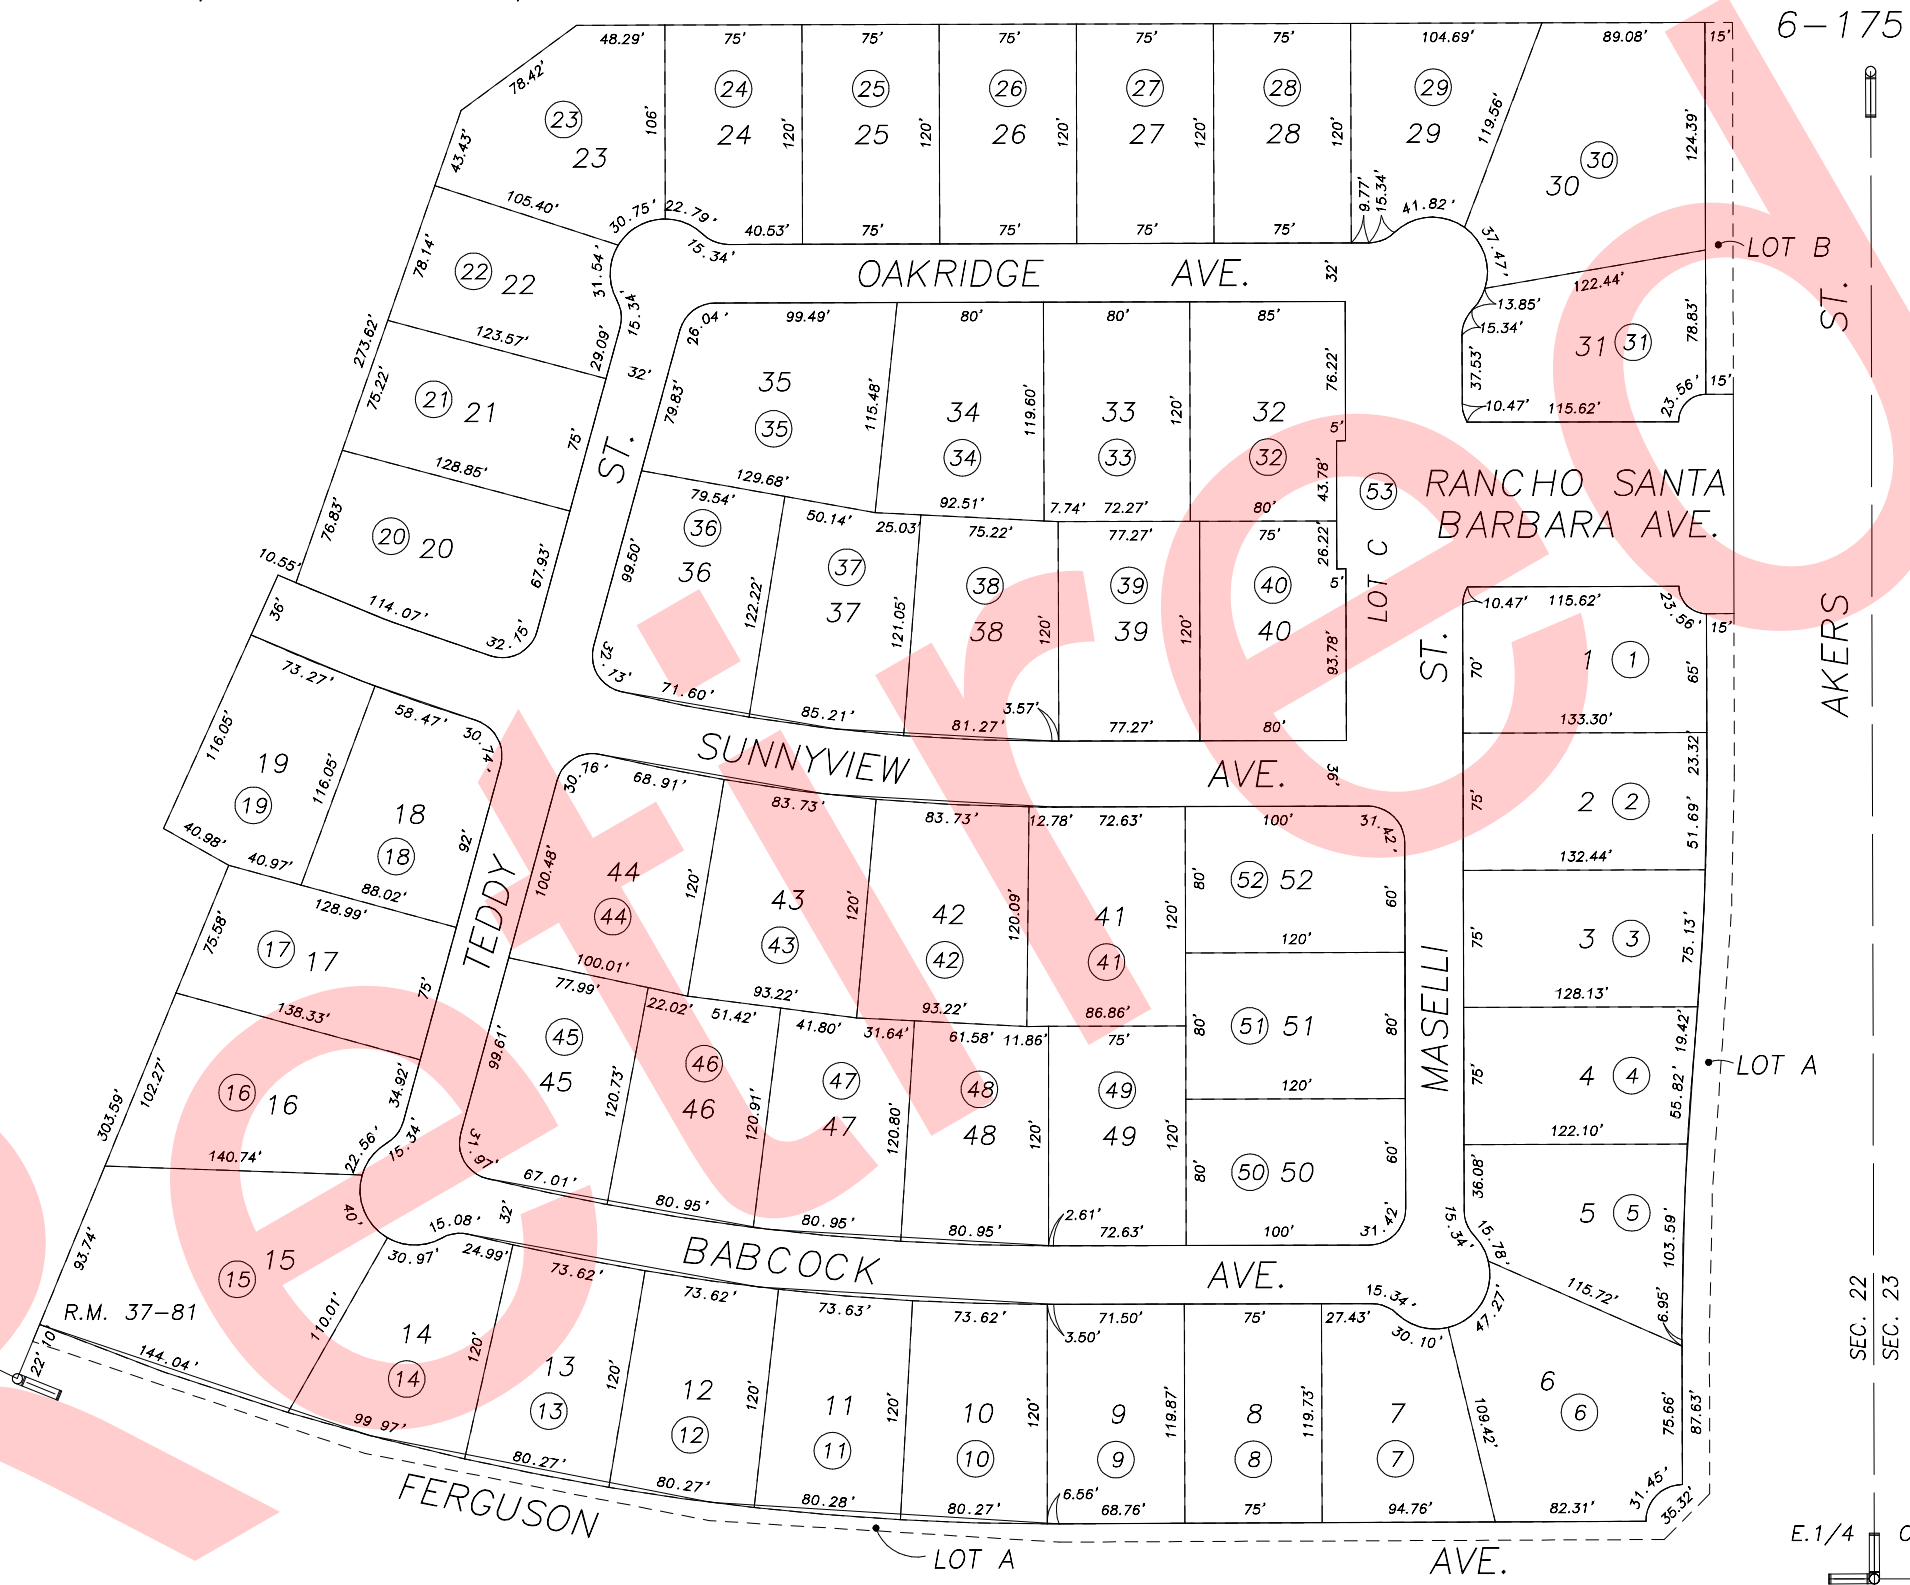 6-175
48.29' 75' 75' 75' 75' 75' 104.69' 89.08' 15'
78.42' 23 24 25 26 27 28 29 30
43.43' 23 106' 24 120' 25 120' 26 120' 27 120' 28 120' 29 119.56' 30 124.39'
105.40' 30.75' 22.79' 15.34' 40.53' 75' 75' 75' 75' 9.77' 15.34' 41.82' 37.47'
LOT B
78.14' 22 22 31.54' 15.34'
OAKRIDGE AVE. 32'
122.44' 13.85' 15.34'
273.62' 123.57' 29.09' 32' 26.04' 99.49' 80' 80' 85'
37.53' 31 31 78.83' 10.47' 115.62' 23.56' 15'
75.22' 21 21 75' 79.83' 35 35 115.48' 34 34 119.60' 33 33 120' 32 32 76.22' 5' 43.78'
128.85' ST. 129.68' 92.51' 7.74' 72.27' 80'
53 LOT C
RANCHO SANTA
BARBARA AVE.
76.83' 20 20 67.93' 10.55' 114.07' 32.75'
79.54' 50.14' 25.03' 75.22' 77.27' 75' 26.22' 5'
99.50' 36 36 122.22' 37 37 121.05' 38 38 120' 39 39 120' 40 40 93.78'
32.13' 71.60' 85.21' 81.27' 3.57' 77.27' 80'
10.47' 115.62' 23.56' 15'
ST. 70' 1 1 65'
133.30'
AKERS ST.
36' 73.27' 58.47' 30.74'
116.05' 19 19 116.05' 18 18 92'
40.98' 40.97' 88.02'
SUNNYVIEW AVE. 36'
75' 2 2 23.32' 51.69'
132.44'
30.76' 68.91' 83.73' 83.73' 12.78' 72.63' 100' 31.42'
100.48' 44 44 120' 43 43 120' 42 42 120.09' 41 41 120' 80' 52 52 60'
120'
75' 3 3 75.13'
128.13'
TEDDY
128.99' 75.58' 17 17 75'
138.33'
100.01' 93.22' 93.22' 86.86'
77.99' 22.02' 51.42' 41.80' 31.64' 61.58' 11.86' 75'
80' 51 51 80'
120'
MASELLI
75' 4 4 19.42' 55.82'
122.10'
LOT A
303.59' 102.27' 16 16 34.92' 22.56' 15.34'
140.74'
99.61' 45 45 120.73' 46 46 120.91' 47 47 120.80' 48 48 120' 49 49 120' 80' 50 50 60'
31.97' 67.01' 80.95' 80.95' 80.95' 2.61' 72.63' 100' 31.42'
36.08' 5 5 103.59' 15.34' 15.78' 115.72' 6.95'
93.74' 15 15 40' 30.97' 15.08' 32' 24.99'
BABCOCK AVE.
73.62' 73.62' 73.63' 73.62' 3.50' 71.50' 75' 27.43' 15.34' 30.10' 47.27'
SEC. 22
SEC. 23
R.M. 37-81
10' 22' 144.04' 110.01' 14 14 120' 13 13 120' 12 12 120' 11 11 120' 10 10 120' 9 9 119.87' 8 8 119.73' 7 7 109.42' 6 6 75.66' 87.63'
99 97' 80.27' 80.27' 80.28' 80.27' 6.56' 68.76' 75' 94.76' 82.31' 31.45' 35.32'
FERGUSON AVE.
LOT A
E.1/4
Retired